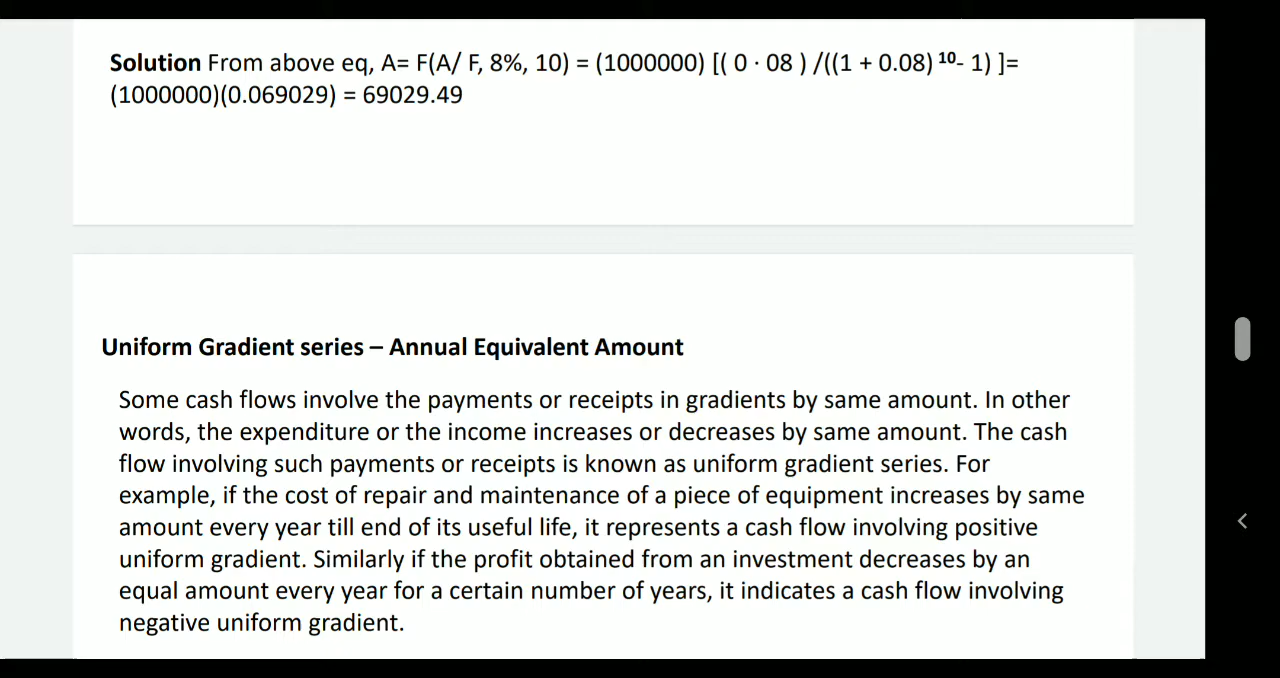 Solution From above eq, A= F(A/ F, 8%, 10) = (1000000) [( 0 · 08 ) /((1 + 0.08) ¹⁰- 1) ]=
(1000000)(0.069029) = 69029.49
Uniform Gradient series – Annual Equivalent Amount
Some cash flows involve the payments or receipts in gradients by same amount. In other
words, the expenditure or the income increases or decreases by same amount. The cash
flow involving such payments or receipts is known as uniform gradient series. For
example, if the cost of repair and maintenance of a piece of equipment increases by same
amount every year till end of its useful life, it represents a cash flow involving positive
uniform gradient. Similarly if the profit obtained from an investment decreases by an
equal amount every year for a certain number of years, it indicates a cash flow involving
negative uniform gradient.